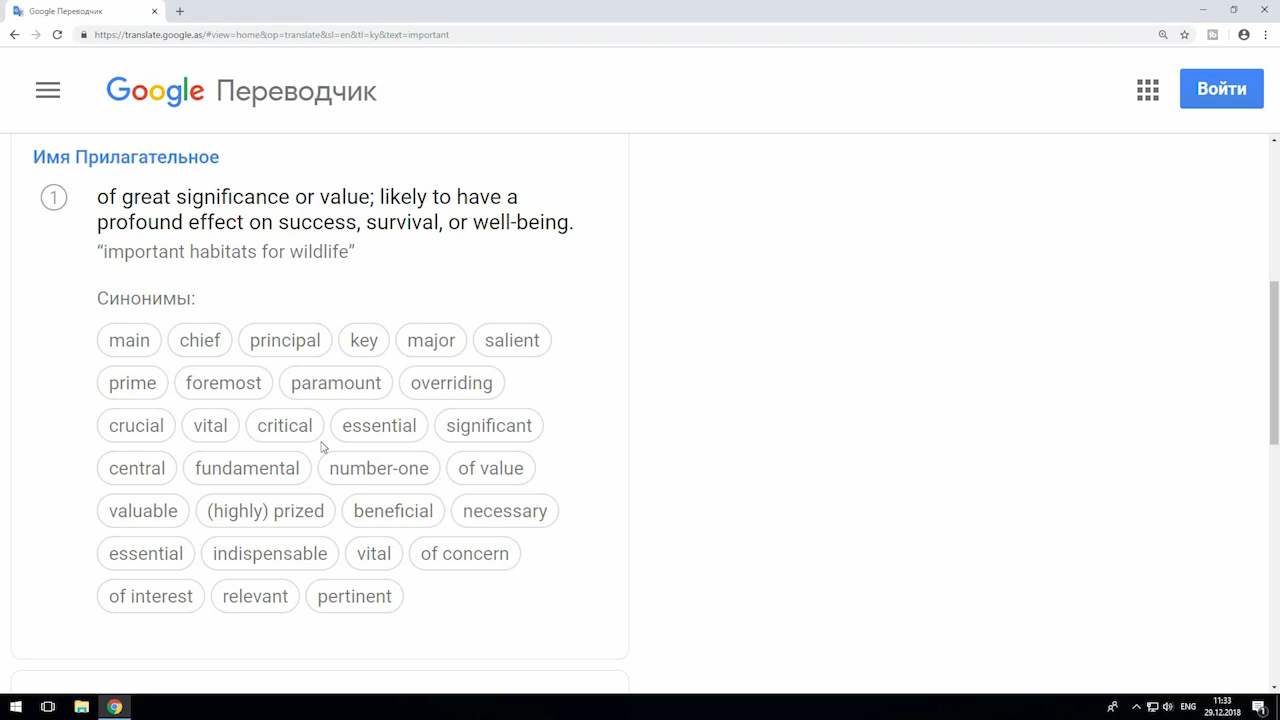 Google Переводчик
https://translate.google.as/#view=home&op=translate&sl=en&tl=ky&text=important
Google Переводчик
Войти
Имя Прилагательное
1 of great significance or value; likely to have a
profound effect on success, survival, or well-being.
“important habitats for wildlife”
Синонимы:
main chief principal key major salient
prime foremost paramount overriding
crucial vital critical essential significant
central fundamental number-one of value
valuable (highly) prized beneficial necessary
essential indispensable vital of concern
of interest relevant pertinent
ENG
11:33
29.12.2018
1